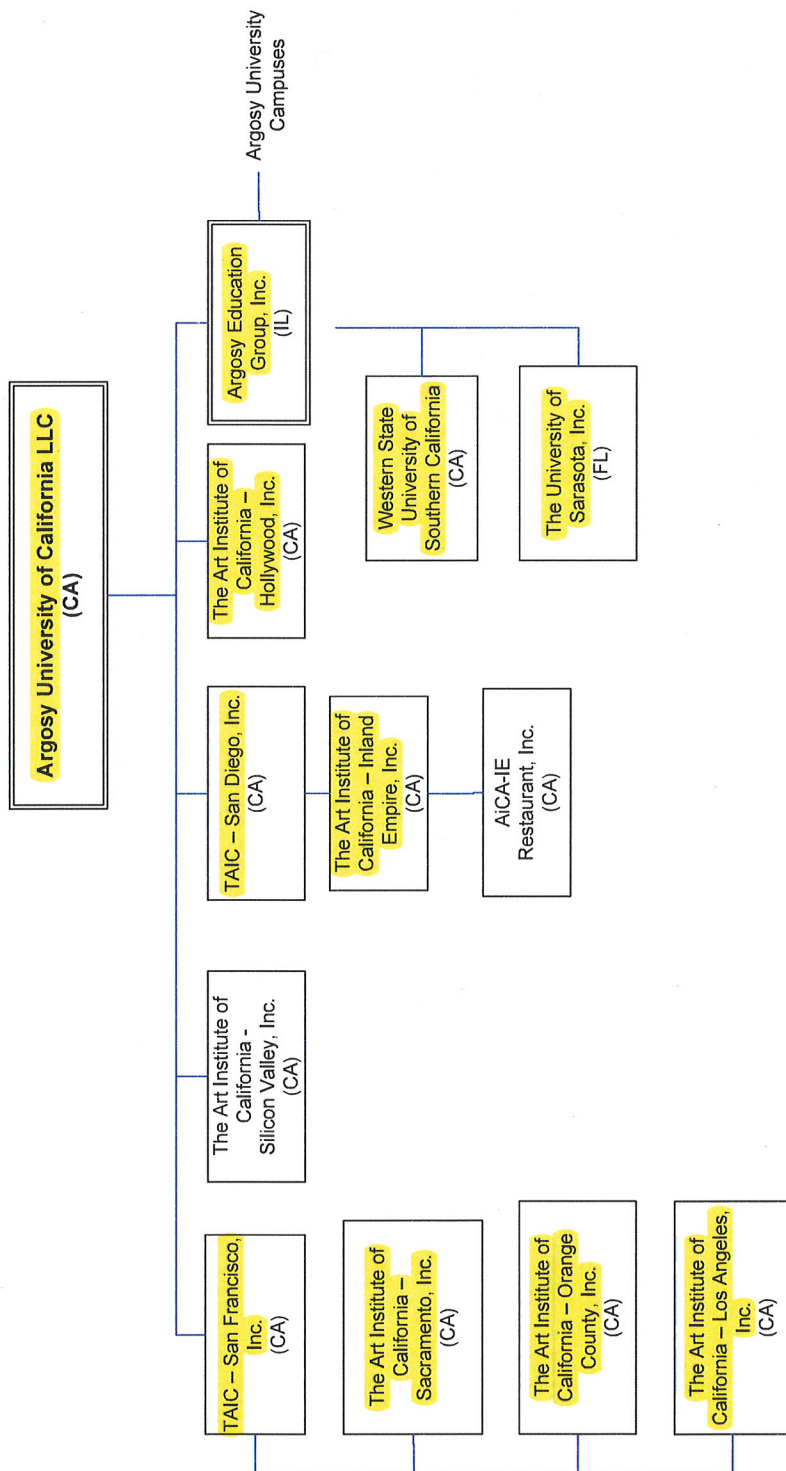 Argosy University of California LLC
(CA)
TAIC – San Francisco,
Inc.
(CA)
The Art Institute of
California -
Silicon Valley, Inc.
(CA)
TAIC – San Diego, Inc.
(CA)
The Art Institute of
California –
Hollywood, Inc.
(CA)
Argosy Education
Group, Inc.
(IL)
Argosy University
Campuses
The Art Institute of
California –
Sacramento, Inc.
(CA)
The Art Institute of
California – Inland
Empire, Inc.
(CA)
Western State
University of
Southern California
(CA)
The Art Institute of
California – Orange
County, Inc.
(CA)
AiCA-IE
Restaurant, Inc.
(CA)
The University of
Sarasota, Inc.
(FL)
The Art Institute of
California – Los Angeles,
Inc.
(CA)